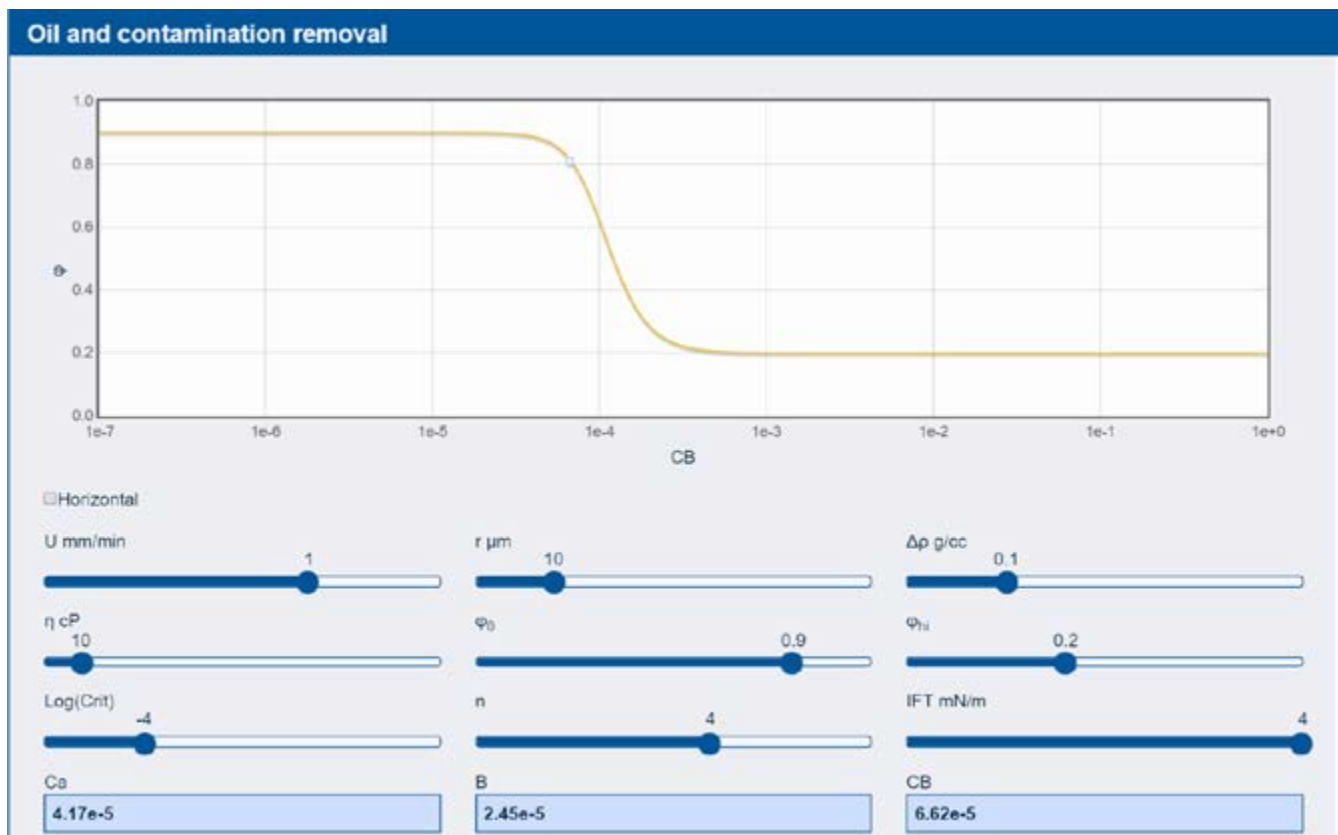 Oil and contamination removal
1.0
0.8
0.6
φ
0.4
0.2
0.0
1e-7 1e-6 1e-5 1e-4 1e-3 1e-2 1e-1 1e+0
CB
Horizontal
U mm/min r μm Δρ g/cc
1 10 0.1
η cP φ₀ φhi
10 0.9 0.2
Log(Crit) n IFT mN/m
-4 4 4
Ca B CB
4.17e-5 2.45e-5 6.62e-5